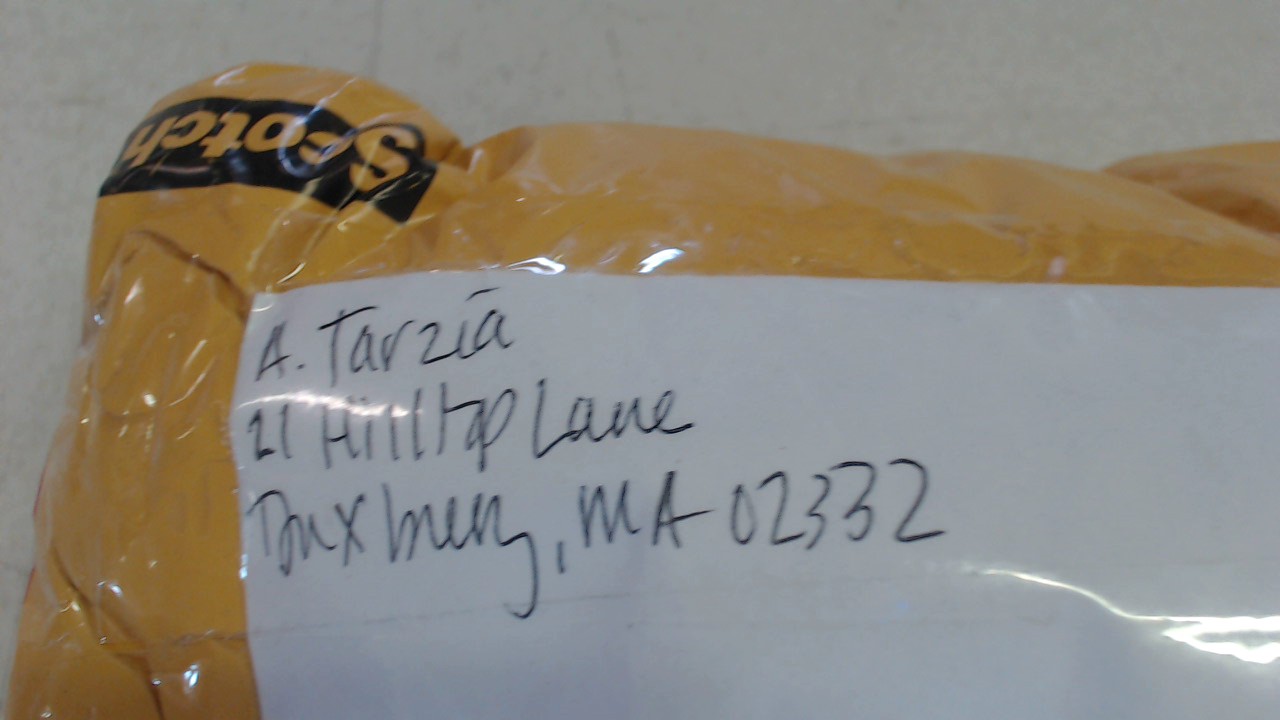 Scotch
A. Tarzia
21 Hilltop Lane
Duxbury, MA 02332